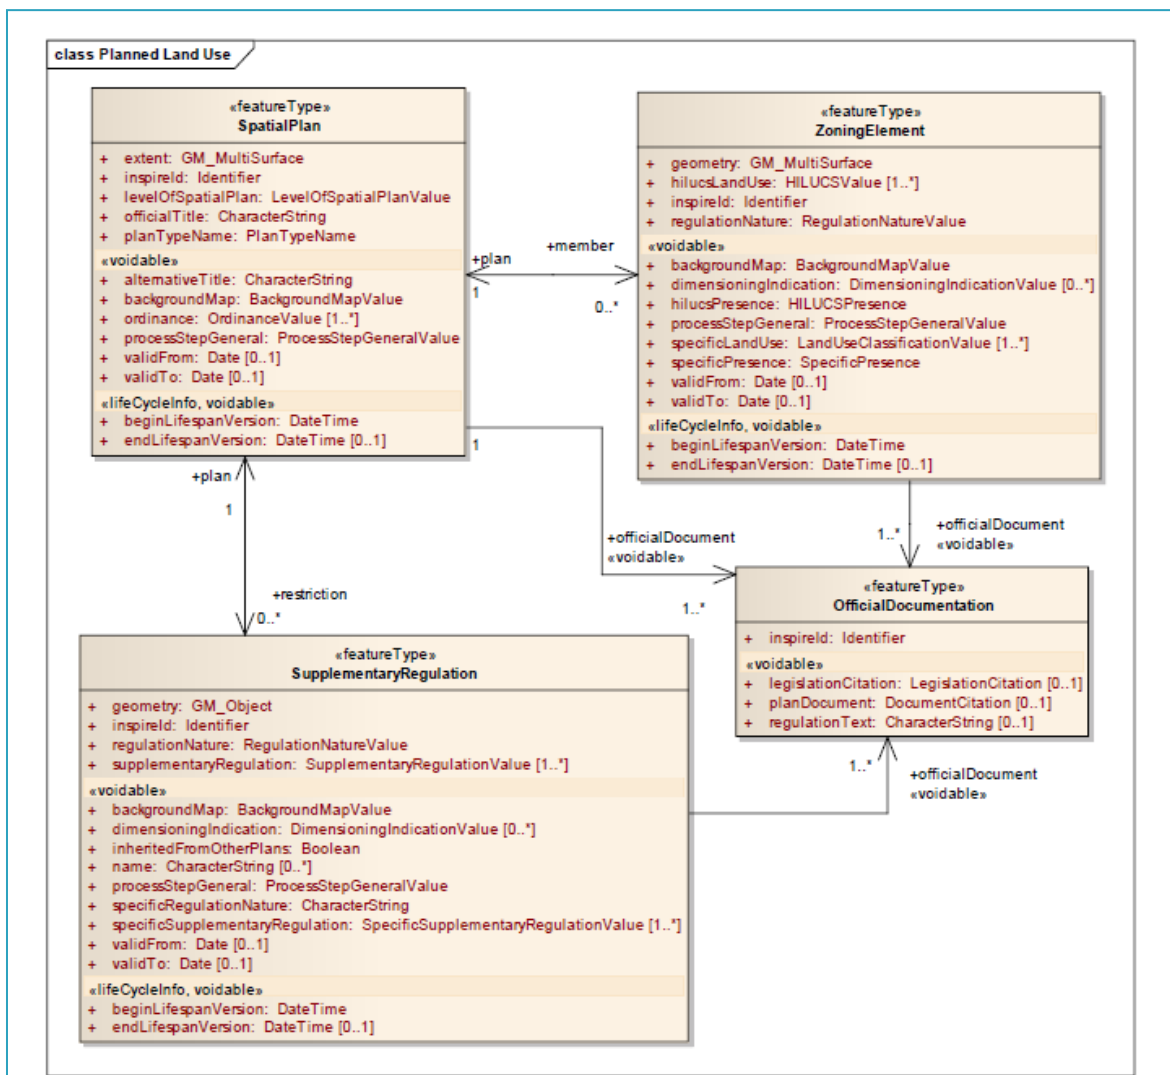 class Planned Land Use
«featureType»
SpatialPlan
+ extent: GM_MultiSurface
+ inspireId: Identifier
+ levelOfSpatialPlan: LevelOfSpatialPlanValue
+ officialTitle: CharacterString
+ planTypeName: PlanTypeName
«voidable»
+ alternativeTitle: CharacterString
+ backgroundMap: BackgroundMapValue
+ ordinance: OrdinanceValue [1..*]
+ processStepGeneral: ProcessStepGeneralValue
+ validFrom: Date [0..1]
+ validTo: Date [0..1]
«lifeCycleInfo, voidable»
+ beginLifespanVersion: DateTime
+ endLifespanVersion: DateTime [0..1]
+plan
1
+member
0..*
«featureType»
ZoningElement
+ geometry: GM_MultiSurface
+ hilucsLandUse: HILUCSValue [1..*]
+ inspireId: Identifier
+ regulationNature: RegulationNatureValue
«voidable»
+ backgroundMap: BackgroundMapValue
+ dimensioningIndication: DimensioningIndicationValue [0..*]
+ hilucsPresence: HILUCSPresence
+ processStepGeneral: ProcessStepGeneralValue
+ specificLandUse: LandUseClassificationValue [1..*]
+ specificPresence: SpecificPresence
+ validFrom: Date [0..1]
+ validTo: Date [0..1]
«lifeCycleInfo, voidable»
+ beginLifespanVersion: DateTime
+ endLifespanVersion: DateTime [0..1]
1
+officialDocument
«voidable»
1..*
1..*
+officialDocument
«voidable»
+plan
1
+restriction
0..*
«featureType»
OfficialDocumentation
+ inspireId: Identifier
«voidable»
+ legislationCitation: LegislationCitation [0..1]
+ planDocument: DocumentCitation [0..1]
+ regulationText: CharacterString [0..1]
1..*
+officialDocument
«voidable»
«featureType»
SupplementaryRegulation
+ geometry: GM_Object
+ inspireId: Identifier
+ regulationNature: RegulationNatureValue
+ supplementaryRegulation: SupplementaryRegulationValue [1..*]
«voidable»
+ backgroundMap: BackgroundMapValue
+ dimensioningIndication: DimensioningIndicationValue [0..*]
+ inheritedFromOtherPlans: Boolean
+ name: CharacterString [0..*]
+ processStepGeneral: ProcessStepGeneralValue
+ specificRegulationNature: CharacterString
+ specificSupplementaryRegulation: SpecificSupplementaryRegulationValue [1..*]
+ validFrom: Date [0..1]
+ validTo: Date [0..1]
«lifeCycleInfo, voidable»
+ beginLifespanVersion: DateTime
+ endLifespanVersion: DateTime [0..1]